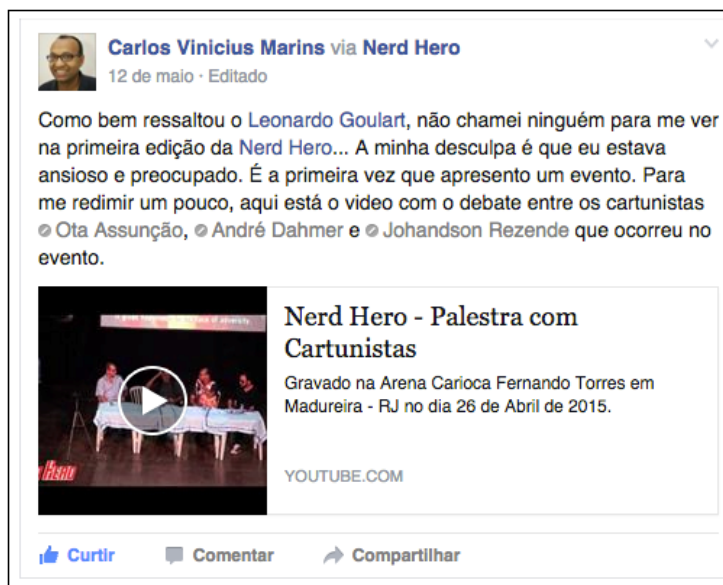 Carlos Vinicius Marins via Nerd Hero
12 de maio · Editado
Como bem ressaltou o Leonardo Goulart, não chamei ninguém para me ver
na primeira edição da Nerd Hero... A minha desculpa é que eu estava
ansioso e preocupado. É a primeira vez que apresento um evento. Para
me redimir um pouco, aqui está o video com o debate entre os cartunistas
Ota Assunção, André Dahmer e Johandson Rezende que ocorreu no
evento.
Nerd Hero - Palestra com
Cartunistas
Gravado na Arena Carioca Fernando Torres em
Madureira - RJ no dia 26 de Abril de 2015.
YOUTUBE.COM
HERO
Curtir Comentar Compartilhar